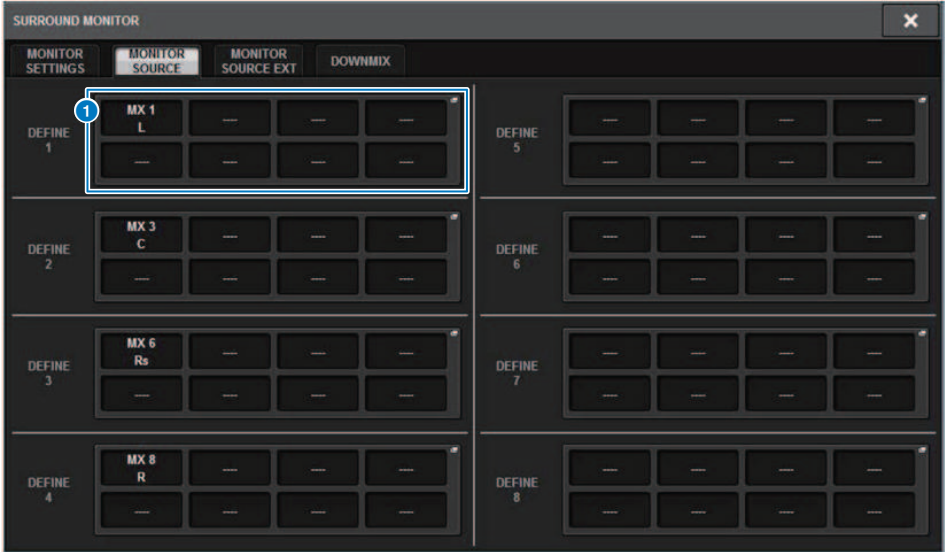 SURROUND MONITOR
×
MONITOR
SETTINGS
MONITOR
SOURCE
MONITOR
SOURCE EXT
DOWNMIX
1
DEFINE
1
MX 1
L
---- ---- ----
---- ---- ---- ----
DEFINE
2
MX 3
C
---- ---- ----
---- ---- ---- ----
DEFINE
3
MX 6
Rs
---- ---- ----
---- ---- ---- ----
DEFINE
4
MX 8
R
---- ---- ----
---- ---- ---- ----
DEFINE
5
---- ---- ---- ----
---- ---- ---- ----
DEFINE
6
---- ---- ---- ----
---- ---- ---- ----
DEFINE
7
---- ---- ---- ----
---- ---- ---- ----
DEFINE
8
---- ---- ---- ----
---- ---- ---- ----